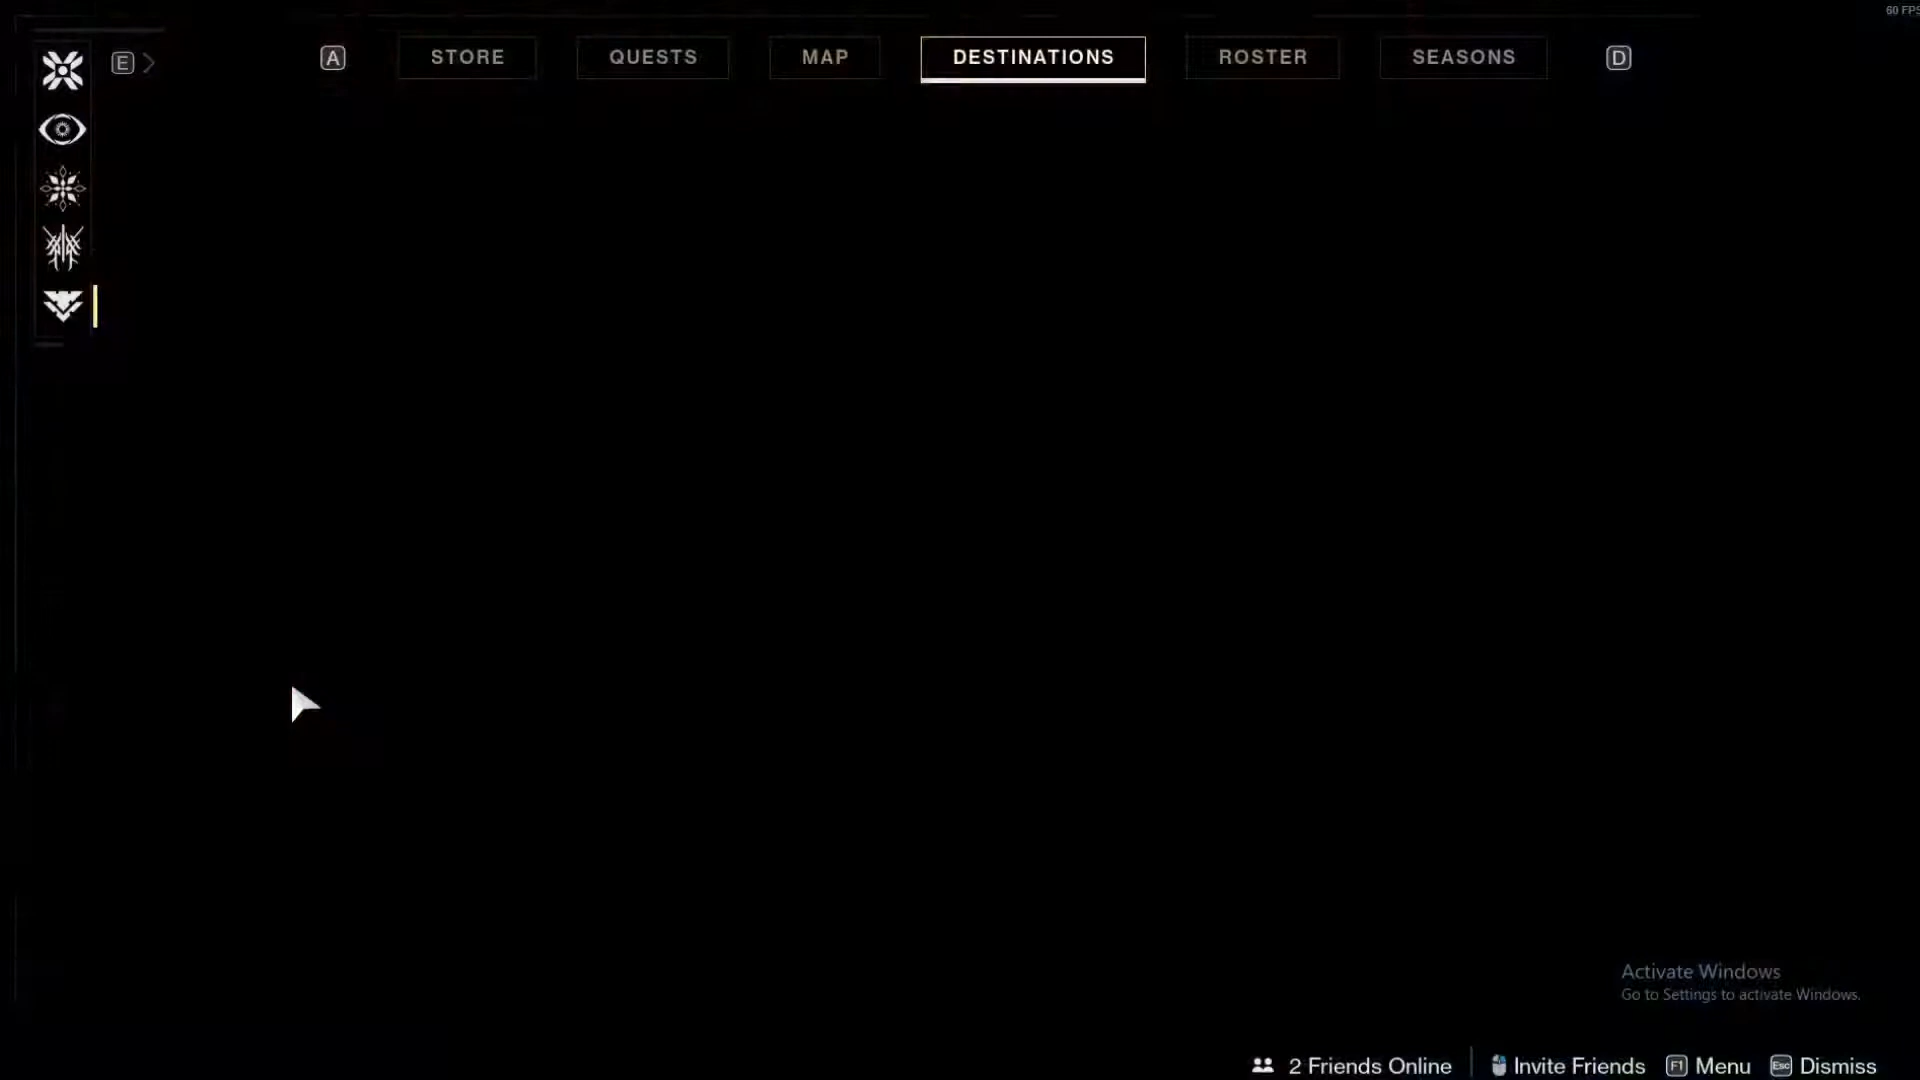 60 FPS
E
A
STORE
QUESTS
MAP
DESTINATIONS
ROSTER
SEASONS
D
Activate Windows
Go to Settings to activate Windows.
2 Friends Online
Invite Friends
F1 Menu
Esc Dismiss